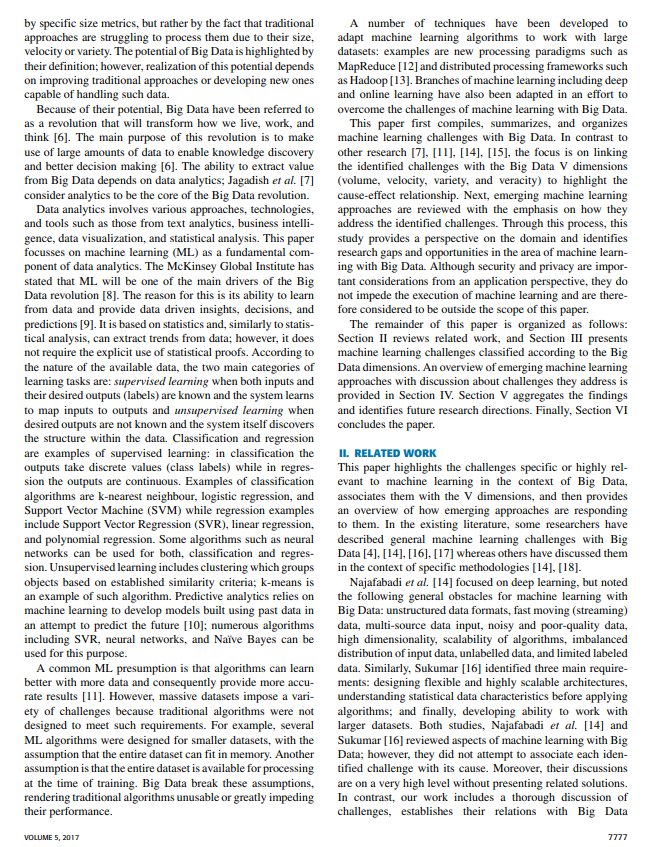 by specific size metrics, but rather by the fact that traditional
approaches are struggling to process them due to their size,
velocity or variety. The potential of Big Data is highlighted by
their definition; however, realization of this potential depends
on improving traditional approaches or developing new ones
capable of handling such data.
Because of their potential, Big Data have been referred to
as a revolution that will transform how we live, work, and
think [6]. The main purpose of this revolution is to make
use of large amounts of data to enable knowledge discovery
and better decision making [6]. The ability to extract value
from Big Data depends on data analytics; Jagadish et al. [7]
consider analytics to be the core of the Big Data revolution.
Data analytics involves various approaches, technologies,
and tools such as those from text analytics, business intelli-
gence, data visualization, and statistical analysis. This paper
focusses on machine learning (ML) as a fundamental com-
ponent of data analytics. The McKinsey Global Institute has
stated that ML will be one of the main drivers of the Big
Data revolution [8]. The reason for this is its ability to learn
from data and provide data driven insights, decisions, and
predictions [9]. It is based on statistics and, similarly to statis-
tical analysis, can extract trends from data; however, it does
not require the explicit use of statistical proofs. According to
the nature of the available data, the two main categories of
learning tasks are: supervised learning when both inputs and
their desired outputs (labels) are known and the system learns
to map inputs to outputs and unsupervised learning when
desired outputs are not known and the system itself discovers
the structure within the data. Classification and regression
are examples of supervised learning: in classification the
outputs take discrete values (class labels) while in regres-
sion the outputs are continuous. Examples of classification
algorithms are k-nearest neighbour, logistic regression, and
Support Vector Machine (SVM) while regression examples
include Support Vector Regression (SVR), linear regression,
and polynomial regression. Some algorithms such as neural
networks can be used for both, classification and regres-
sion. Unsupervised learning includes clustering which groups
objects based on established similarity criteria; k-means is
an example of such algorithm. Predictive analytics relies on
machine learning to develop models built using past data in
an attempt to predict the future [10]; numerous algorithms
including SVR, neural networks, and Naïve Bayes can be
used for this purpose.
A common ML presumption is that algorithms can learn
better with more data and consequently provide more accu-
rate results [11]. However, massive datasets impose a vari-
ety of challenges because traditional algorithms were not
designed to meet such requirements. For example, several
ML algorithms were designed for smaller datasets, with the
assumption that the entire dataset can fit in memory. Another
assumption is that the entire dataset is available for processing
at the time of training. Big Data break these assumptions,
rendering traditional algorithms unusable or greatly impeding
their performance.
A number of techniques have been developed to
adapt machine learning algorithms to work with large
datasets: examples are new processing paradigms such as
MapReduce [12] and distributed processing frameworks such
as Hadoop [13]. Branches of machine learning including deep
and online learning have also been adapted in an effort to
overcome the challenges of machine learning with Big Data.
This paper first compiles, summarizes, and organizes
machine learning challenges with Big Data. In contrast to
other research [7], [11], [14], [15], the focus is on linking
the identified challenges with the Big Data V dimensions
(volume, velocity, variety, and veracity) to highlight the
cause-effect relationship. Next, emerging machine learning
approaches are reviewed with the emphasis on how they
address the identified challenges. Through this process, this
study provides a perspective on the domain and identifies
research gaps and opportunities in the area of machine learn-
ing with Big Data. Although security and privacy are impor-
tant considerations from an application perspective, they do
not impede the execution of machine learning and are there-
fore considered to be outside the scope of this paper.
The remainder of this paper is organized as follows:
Section II reviews related work, and Section III presents
machine learning challenges classified according to the Big
Data dimensions. An overview of emerging machine learning
approaches with discussion about challenges they address is
provided in Section IV. Section V aggregates the findings
and identifies future research directions. Finally, Section VI
concludes the paper.
II. RELATED WORK
This paper highlights the challenges specific or highly rel-
evant to machine learning in the context of Big Data,
associates them with the V dimensions, and then provides
an overview of how emerging approaches are responding
to them. In the existing literature, some researchers have
described general machine learning challenges with Big
Data [4], [14], [16], [17] whereas others have discussed them
in the context of specific methodologies [14], [18].
Najafabadi et al. [14] focused on deep learning, but noted
the following general obstacles for machine learning with
Big Data: unstructured data formats, fast moving (streaming)
data, multi-source data input, noisy and poor-quality data,
high dimensionality, scalability of algorithms, imbalanced
distribution of input data, unlabelled data, and limited labeled
data. Similarly, Sukumar [16] identified three main require-
ments: designing flexible and highly scalable architectures,
understanding statistical data characteristics before applying
algorithms; and finally, developing ability to work with
larger datasets. Both studies, Najafabadi et al. [14] and
Sukumar [16] reviewed aspects of machine learning with Big
Data; however, they did not attempt to associate each iden-
tified challenge with its cause. Moreover, their discussions
are on a very high level without presenting related solutions.
In contrast, our work includes a thorough discussion of
challenges, establishes their relations with Big Data
VOLUME 5, 2017
7777